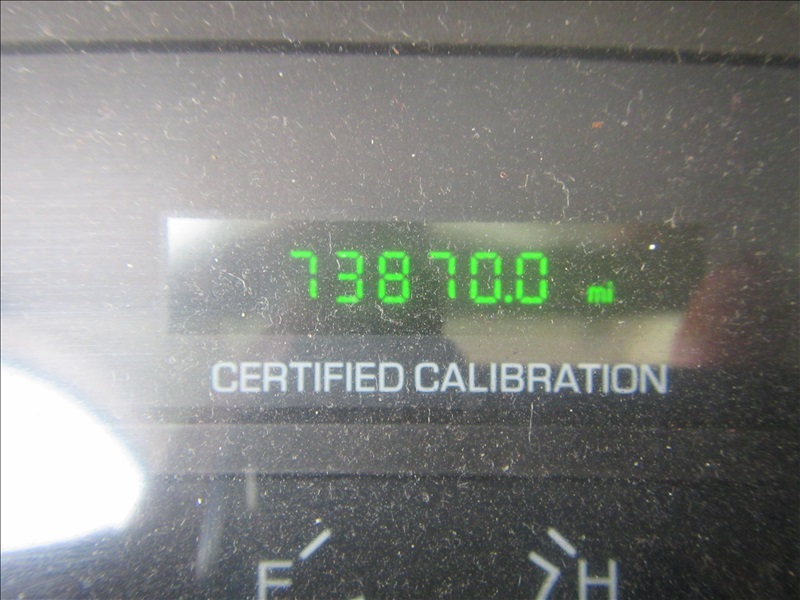 73870.0 mi
CERTIFIED CALIBRATION
F H